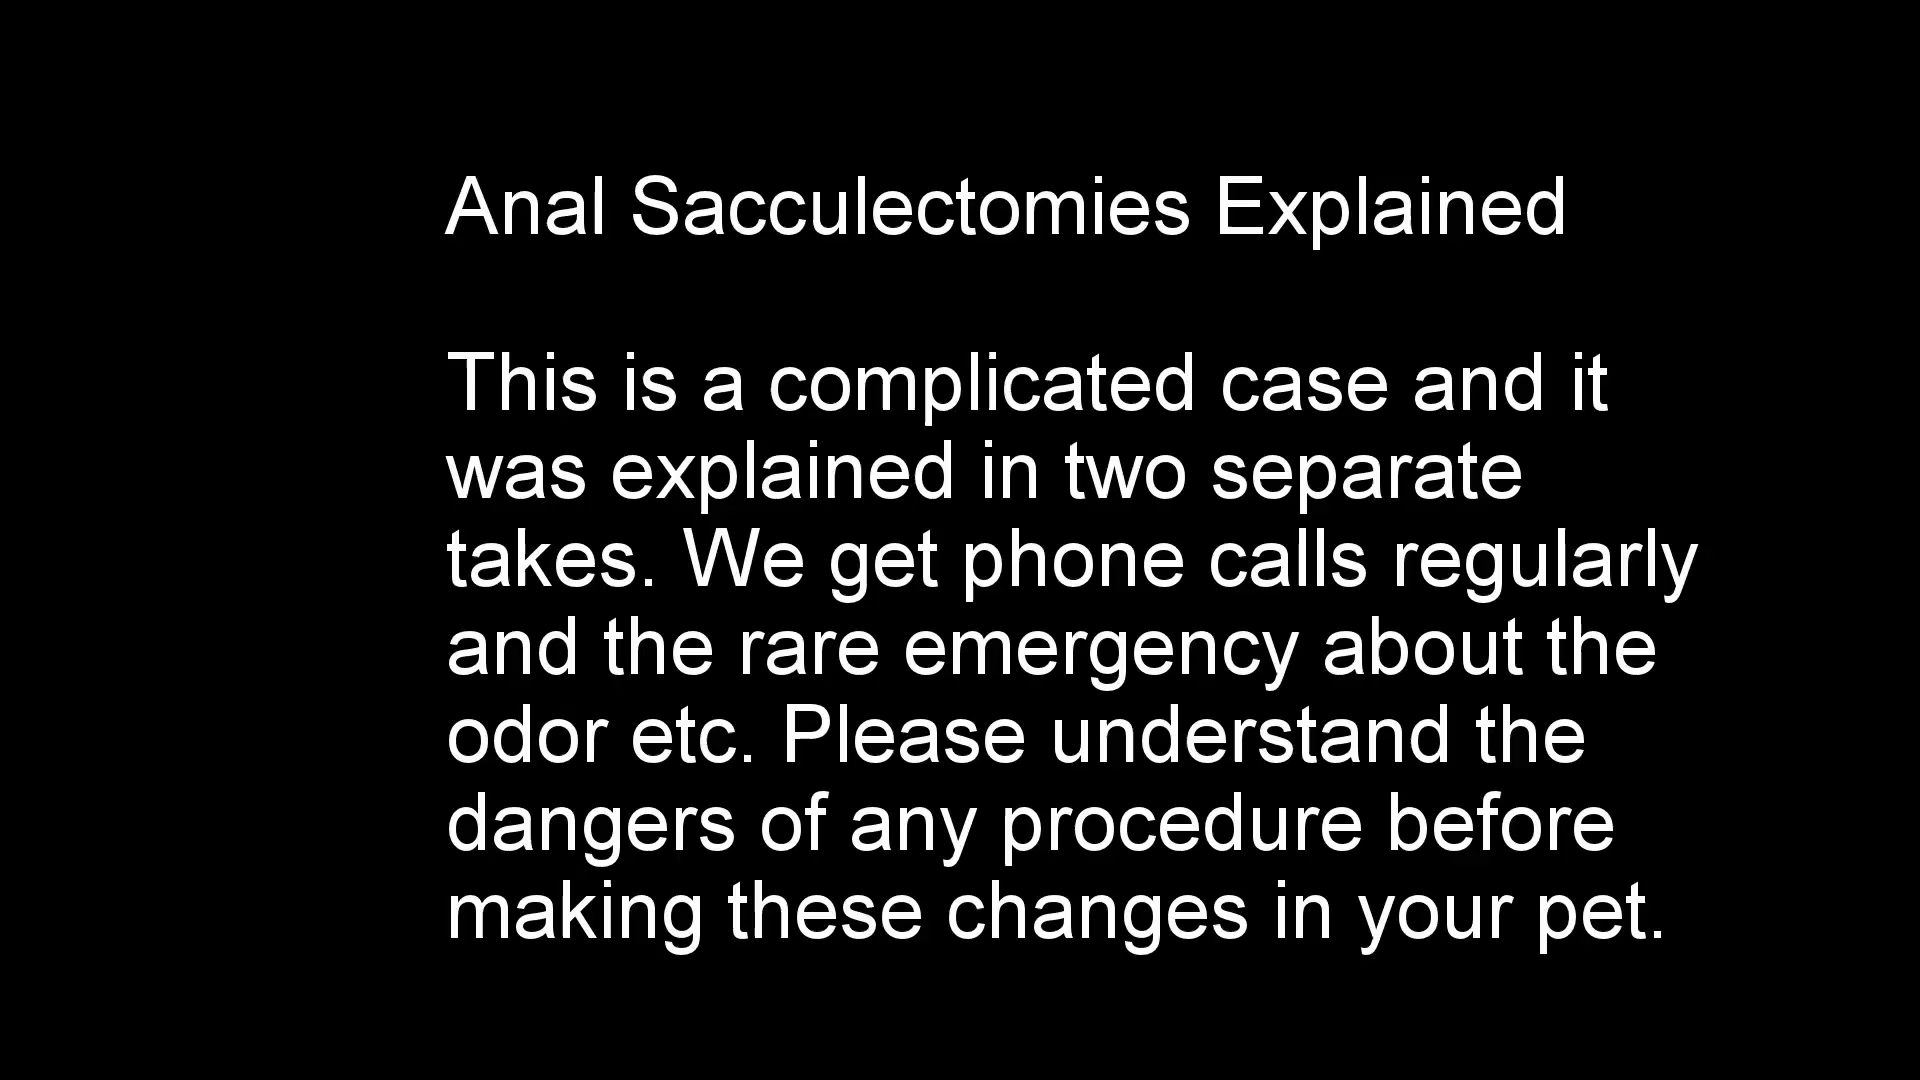 Anal Sacculectomies Explained
This is a complicated case and it
was explained in two separate
takes. We get phone calls regularly
and the rare emergency about the
odor etc. Please understand the
dangers of any procedure before
making these changes in your pet.